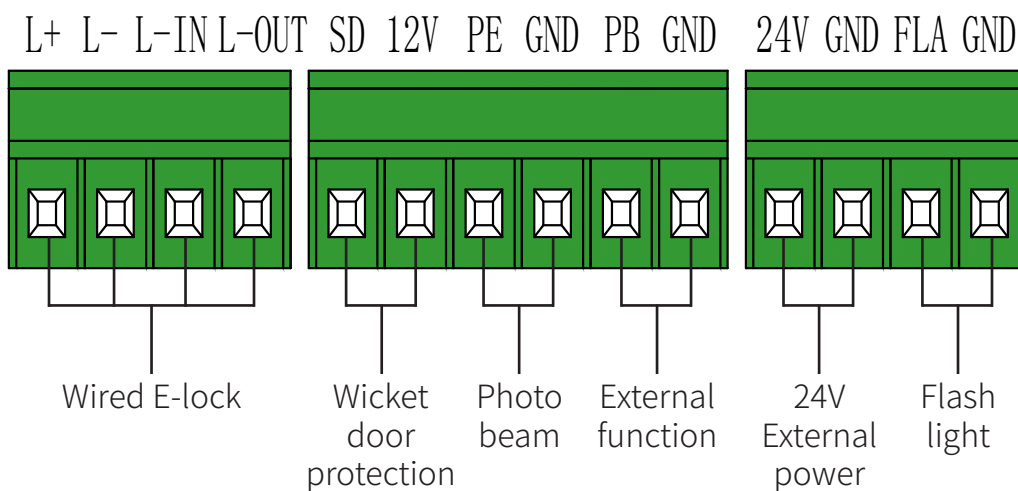 L+ L- L-IN L-OUT SD 12V PE GND PB GND 24V GND FLA GND
Wired E-lock
Wicket
door
protection
Photo
beam
External
function
24V
External
power
Flash
light